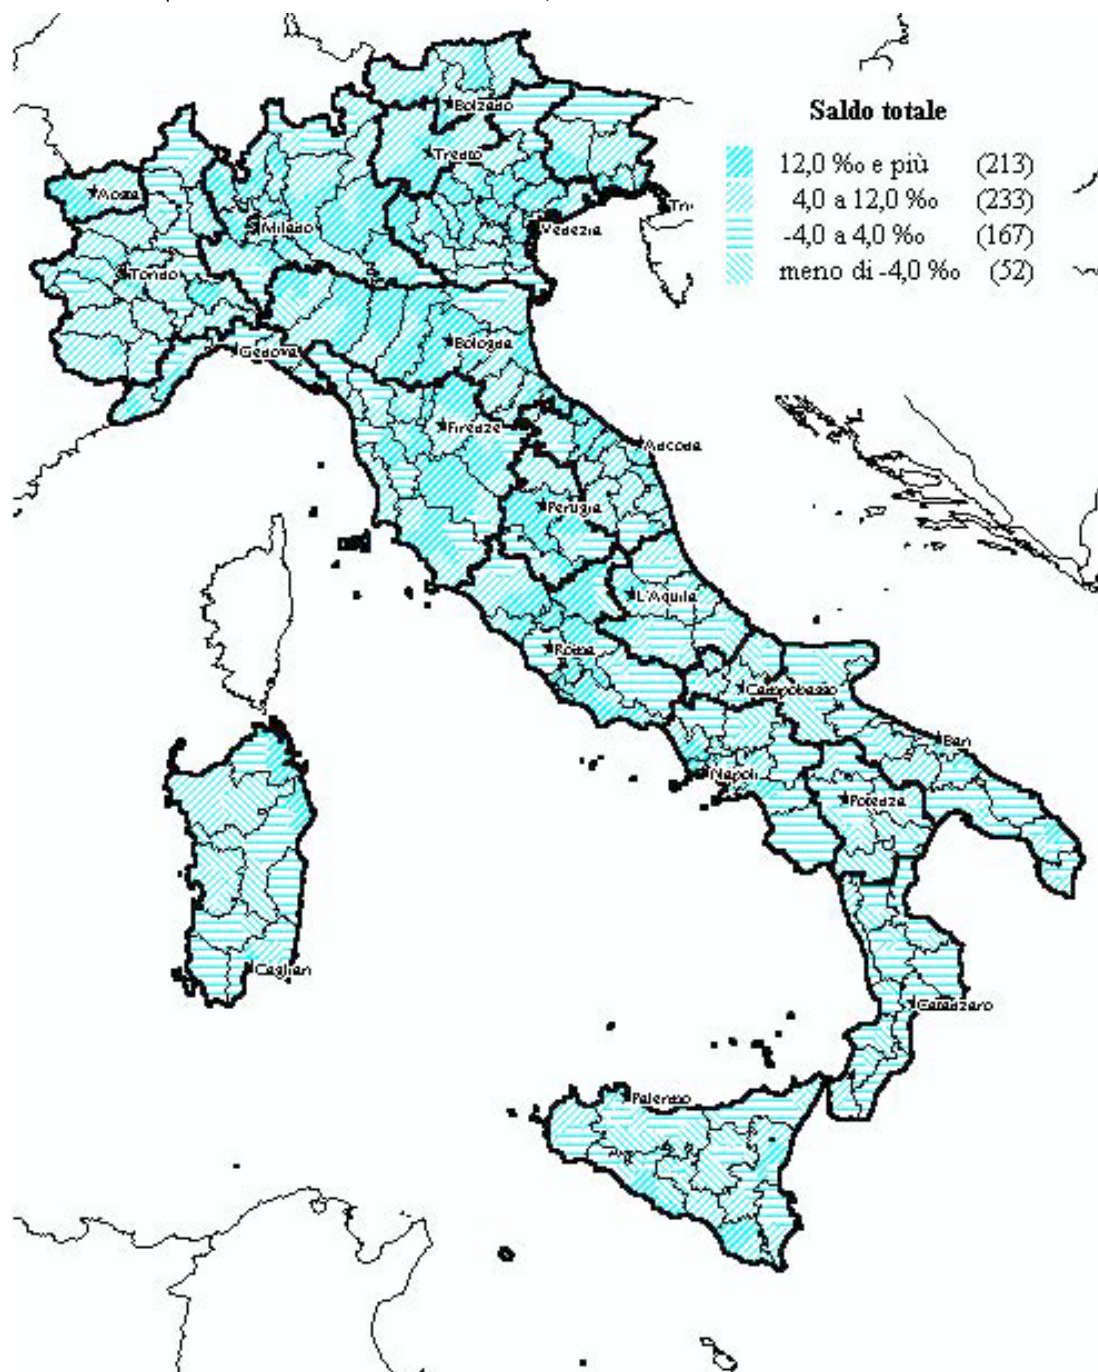 Bolzano
Saldo totale
12,0 ‰ e più (213)
4,0 a 12,0 ‰ (233)
-4,0 a 4,0 ‰ (167)
meno di -4,0 ‰ (52)
Trento
Aosta
Tri
Milano
Venezia
Torino
Bologna
Genova
Firenze
Ancona
Perugia
L'Aquila
Roma
Campobasso
Bari
Napoli
Potenza
Cagliari
Catanzaro
Palermo